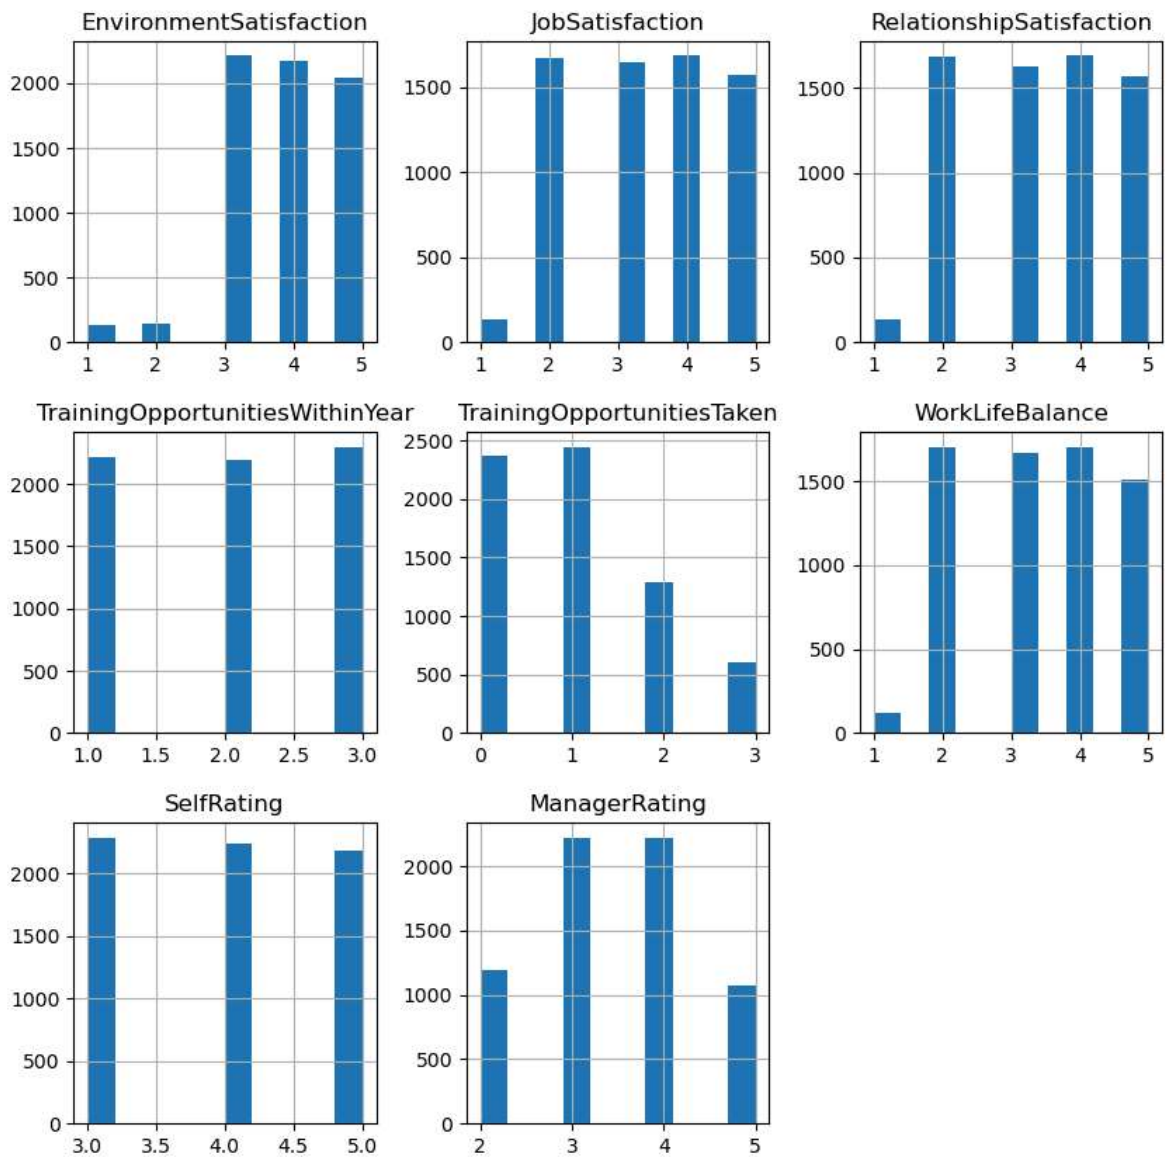 EnvironmentSatisfaction
2000
1500
1000
500
0
1 2 3 4 5
JobSatisfaction
1500
1000
500
0
1 2 3 4 5
RelationshipSatisfaction
1500
1000
500
0
1 2 3 4 5
TrainingOpportunitiesWithinYear
2000
1500
1000
500
0
1.0 1.5 2.0 2.5 3.0
TrainingOpportunitiesTaken
2500
2000
1500
1000
500
0
0 1 2 3
WorkLifeBalance
1500
1000
500
0
1 2 3 4 5
SelfRating
2000
1500
1000
500
0
3.0 3.5 4.0 4.5 5.0
ManagerRating
2000
1500
1000
500
0
2 3 4 5